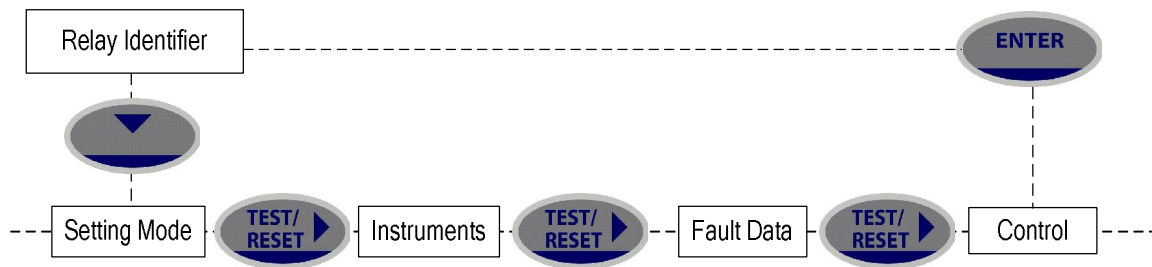 Relay Identifier
ENTER
Setting Mode
TEST/
RESET
Instruments
TEST/
RESET
Fault Data
TEST/
RESET
Control